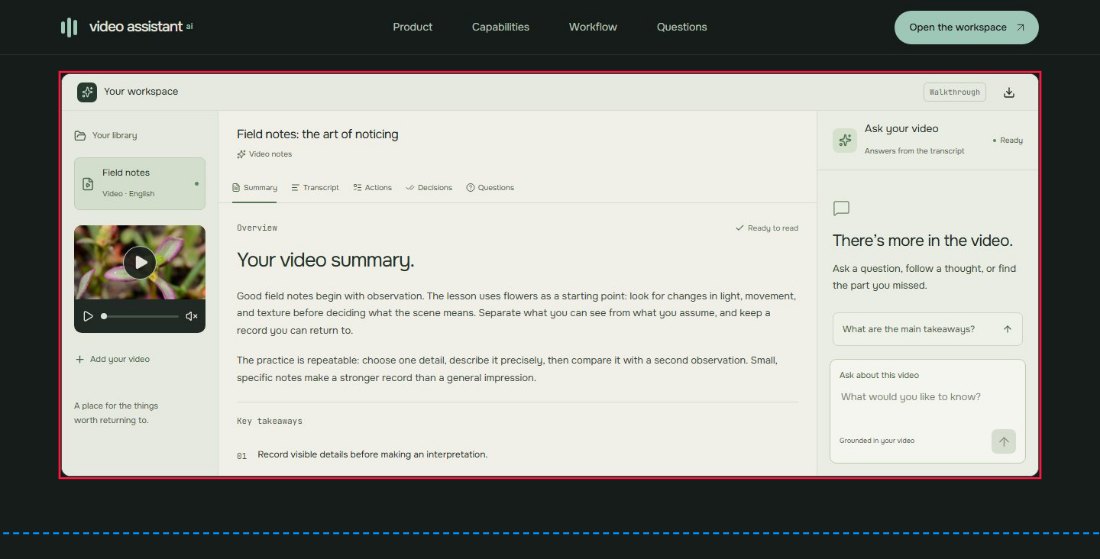 video assistant ai
Product
Capabilities
Workflow
Questions
Open the workspace
Your workspace
Walkthrough
Your library
Field notes
Video · English
Add your video
A place for the things
worth returning to.
Field notes: the art of noticing
Video notes
Summary
Transcript
Actions
Decisions
Questions
Overview
Ready to read
Your video summary.
Good field notes begin with observation. The lesson uses flowers as a starting point: look for changes in light, movement,
and texture before deciding what the scene means. Separate what you can see from what you assume, and keep a
record you can return to.
The practice is repeatable: choose one detail, describe it precisely, then compare it with a second observation. Small,
specific notes make a stronger record than a general impression.
Key takeaways
01 Record visible details before making an interpretation.
Ask your video
Answers from the transcript
Ready
There's more in the video.
Ask a question, follow a thought, or find
the part you missed.
What are the main takeaways?
Ask about this video
What would you like to know?
Grounded in your video